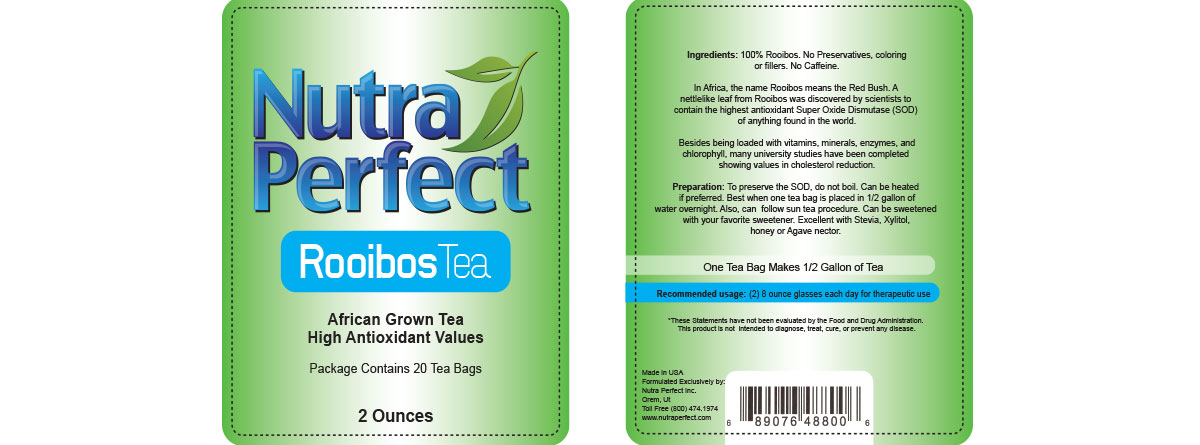 Nutra
Perfect
Rooibos Tea
African Grown Tea
High Antioxidant Values
Package Contains 20 Tea Bags
2 Ounces
Ingredients: 100% Rooibos. No Preservatives, coloring
or fillers. No Caffeine.
In Africa, the name Rooibos means the Red Bush. A
nettlelike leaf from Rooibos was discovered by scientists to
contain the highest antioxidant Super Oxide Dismutase (SOD)
of anything found in the world.
Besides being loaded with vitamins, minerals, enzymes, and
chlorophyll, many university studies have been completed
showing values in cholesterol reduction.
Preparation: To preserve the SOD, do not boil. Can be heated
if preferred. Best when one tea bag is placed in 1/2 gallon of
water overnight. Also, can follow sun tea procedure. Can be sweetened
with your favorite sweetener. Excellent with Stevia, Xylitol,
honey or Agave nector.
One Tea Bag Makes 1/2 Gallon of Tea
Recommended usage: (2) 8 ounce glasses each day for therapeutic use
*These Statements have not been evaluated by the Food and Drug Administration.
This product is not intended to diagnose, treat, cure, or prevent any disease.
Made in USA
Formulated Exclusively by:
Nutra Perfect Inc.
Orem, Ut
Toll Free (800) 474.1974
www.nutraperfect.com
6 89076 48800 6